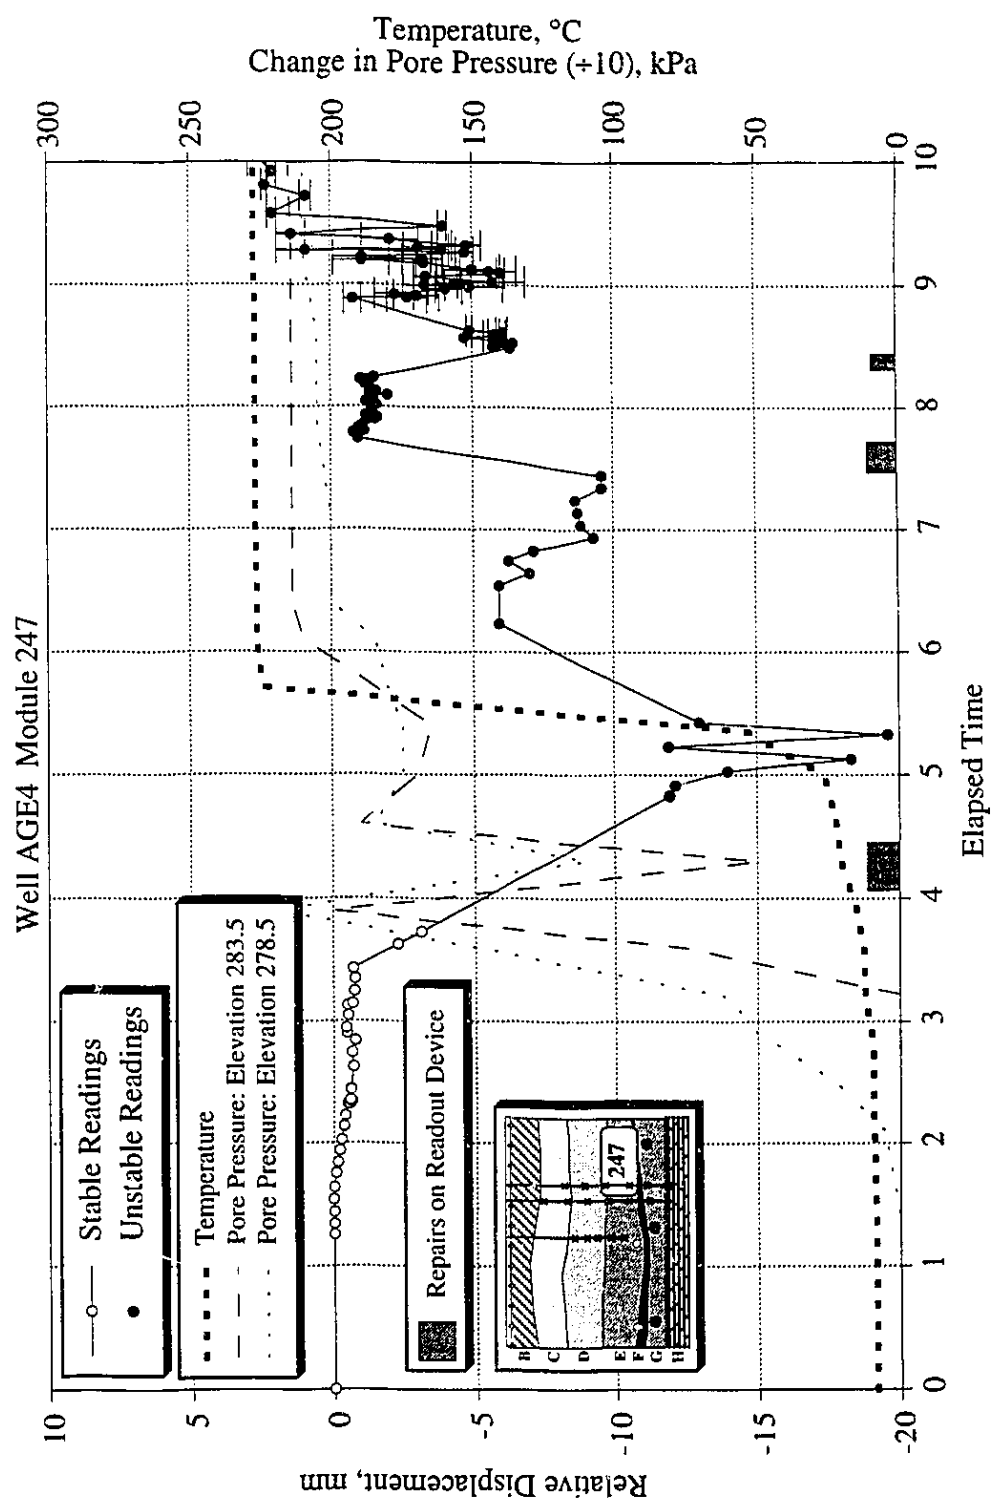 Well AGE4 Module 247
Stable Readings
Unstable Readings
Temperature
Pore Pressure: Elevation 283.5
Pore Pressure: Elevation 278.5
Repairs on Readout Device
B
C
D
E
F
G
H
247
Relative Displacement, mm
10
5
0
-5
-10
-15
-20
Temperature, °C
Change in Pore Pressure (÷10), kPa
300
250
200
150
100
50
0
0
1
2
3
4
5
6
7
8
9
10
Elapsed Time